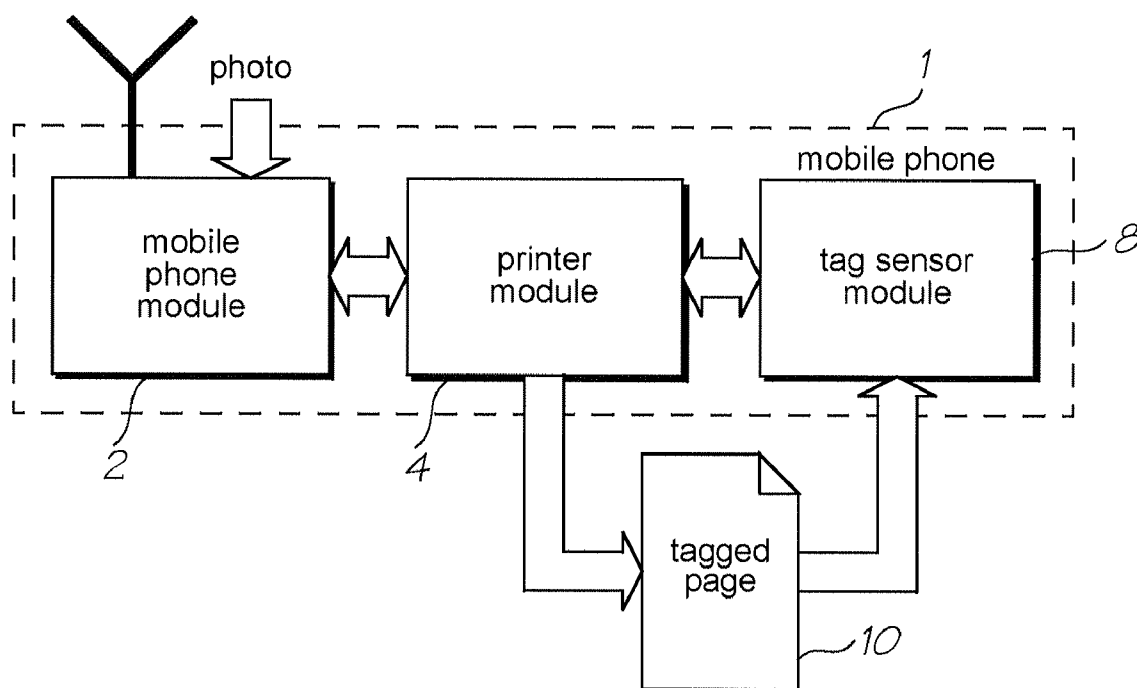 photo
1
mobile phone
mobile
phone
module
printer
module
tag sensor
module
8
2
4
tagged
page
10